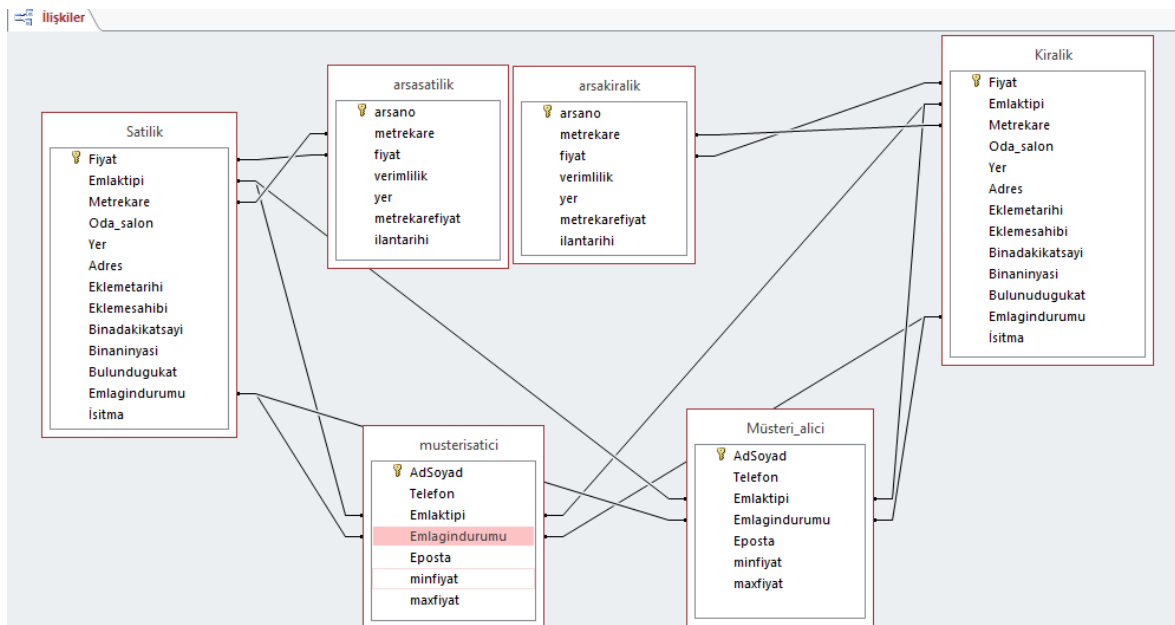 İlişkiler
Satilik
Fiyat
Emlaktipi
Metrekare
Oda_salon
Yer
Adres
Eklemetarihi
Eklemesahibi
Binadakikatsayi
Binaninyasi
Bulundugukat
Emlagindurumu
İsitma
arsasatilik
arsano
metrekare
fiyat
verimlilik
yer
metrekarefiyat
ilantarihi
arsakiralik
arsano
metrekare
fiyat
verimlilik
yer
metrekarefiyat
ilantarihi
Kiralik
Fiyat
Emlaktipi
Metrekare
Oda_salon
Yer
Adres
Eklemetarihi
Eklemesahibi
Binadakikatsayi
Binaninyasi
Bulunudugukat
Emlagindurumu
İsitma
musterisatici
AdSoyad
Telefon
Emlaktipi
Emlagindurumu
Eposta
minfiyat
maxfiyat
Müsteri_alici
AdSoyad
Telefon
Emlaktipi
Emlagindurumu
Eposta
minfiyat
maxfiyat